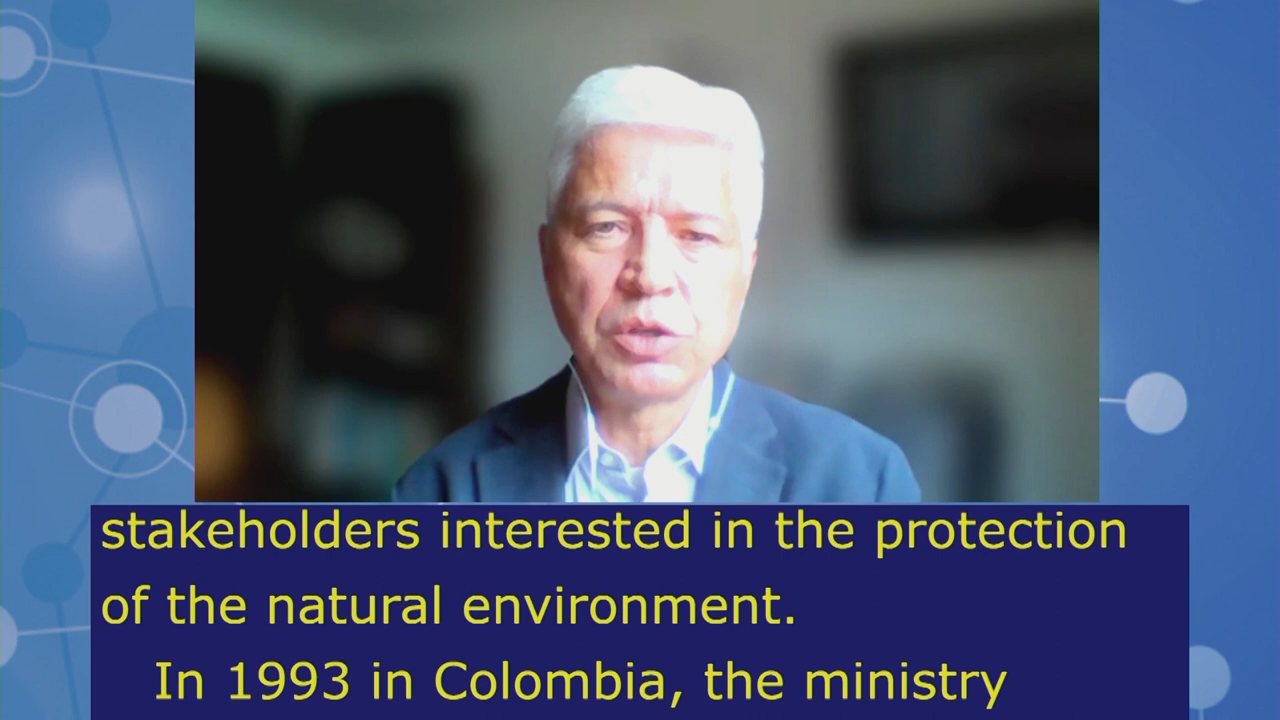 stakeholders interested in the protection
of the natural environment.
In 1993 in Colombia, the ministry